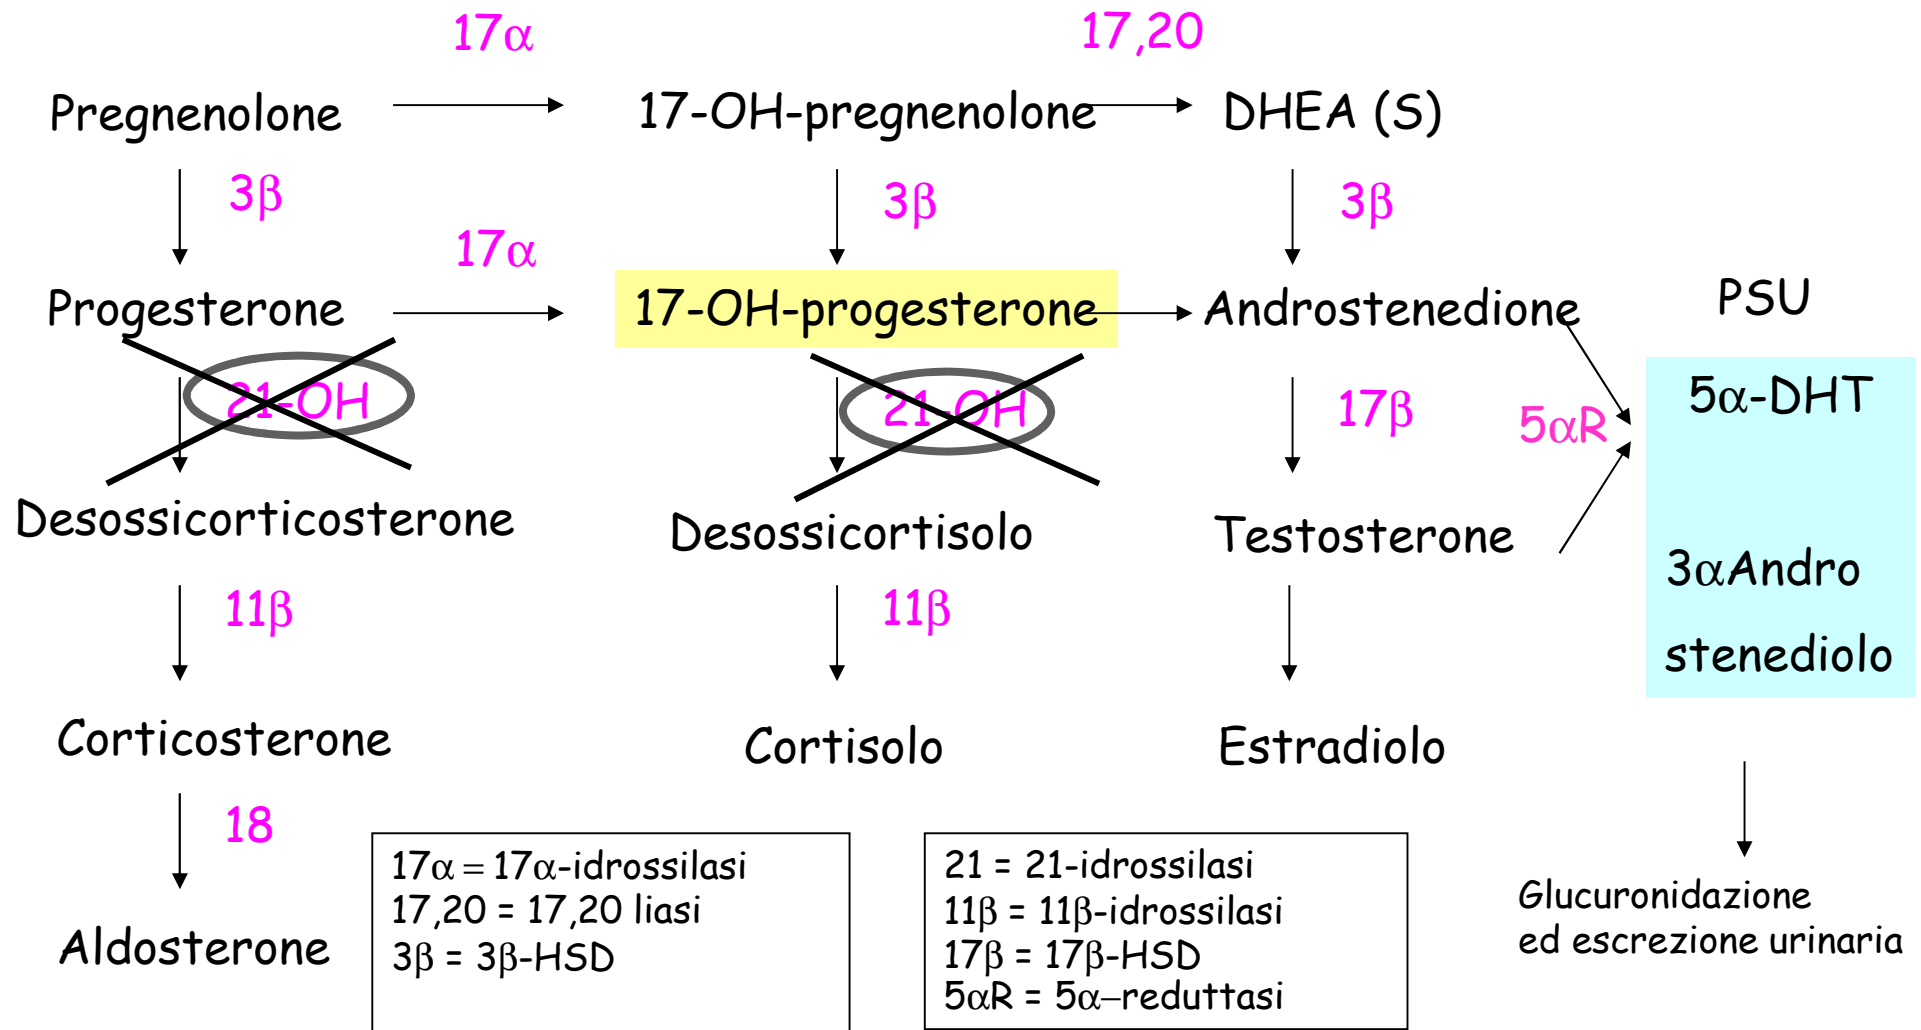 17α
17,20
Pregnenolone
17-OH-pregnenolone
DHEA (S)
3β
3β
3β
17α
Progesterone
17-OH-progesterone
Androstenedione
PSU
21-OH
21-OH
17β
5αR
5α-DHT
Desossicorticosterone
Desossicortisolo
Testosterone
3αAndro
stenediolo
11β
11β
Corticosterone
Cortisolo
Estradiolo
18
Aldosterone
17α = 17α-idrossilasi
17,20 = 17,20 liasi
3β = 3β-HSD
21 = 21-idrossilasi
11β = 11β-idrossilasi
17β = 17β-HSD
5αR = 5α–reduttasi
Glucuronidazione
ed escrezione urinaria